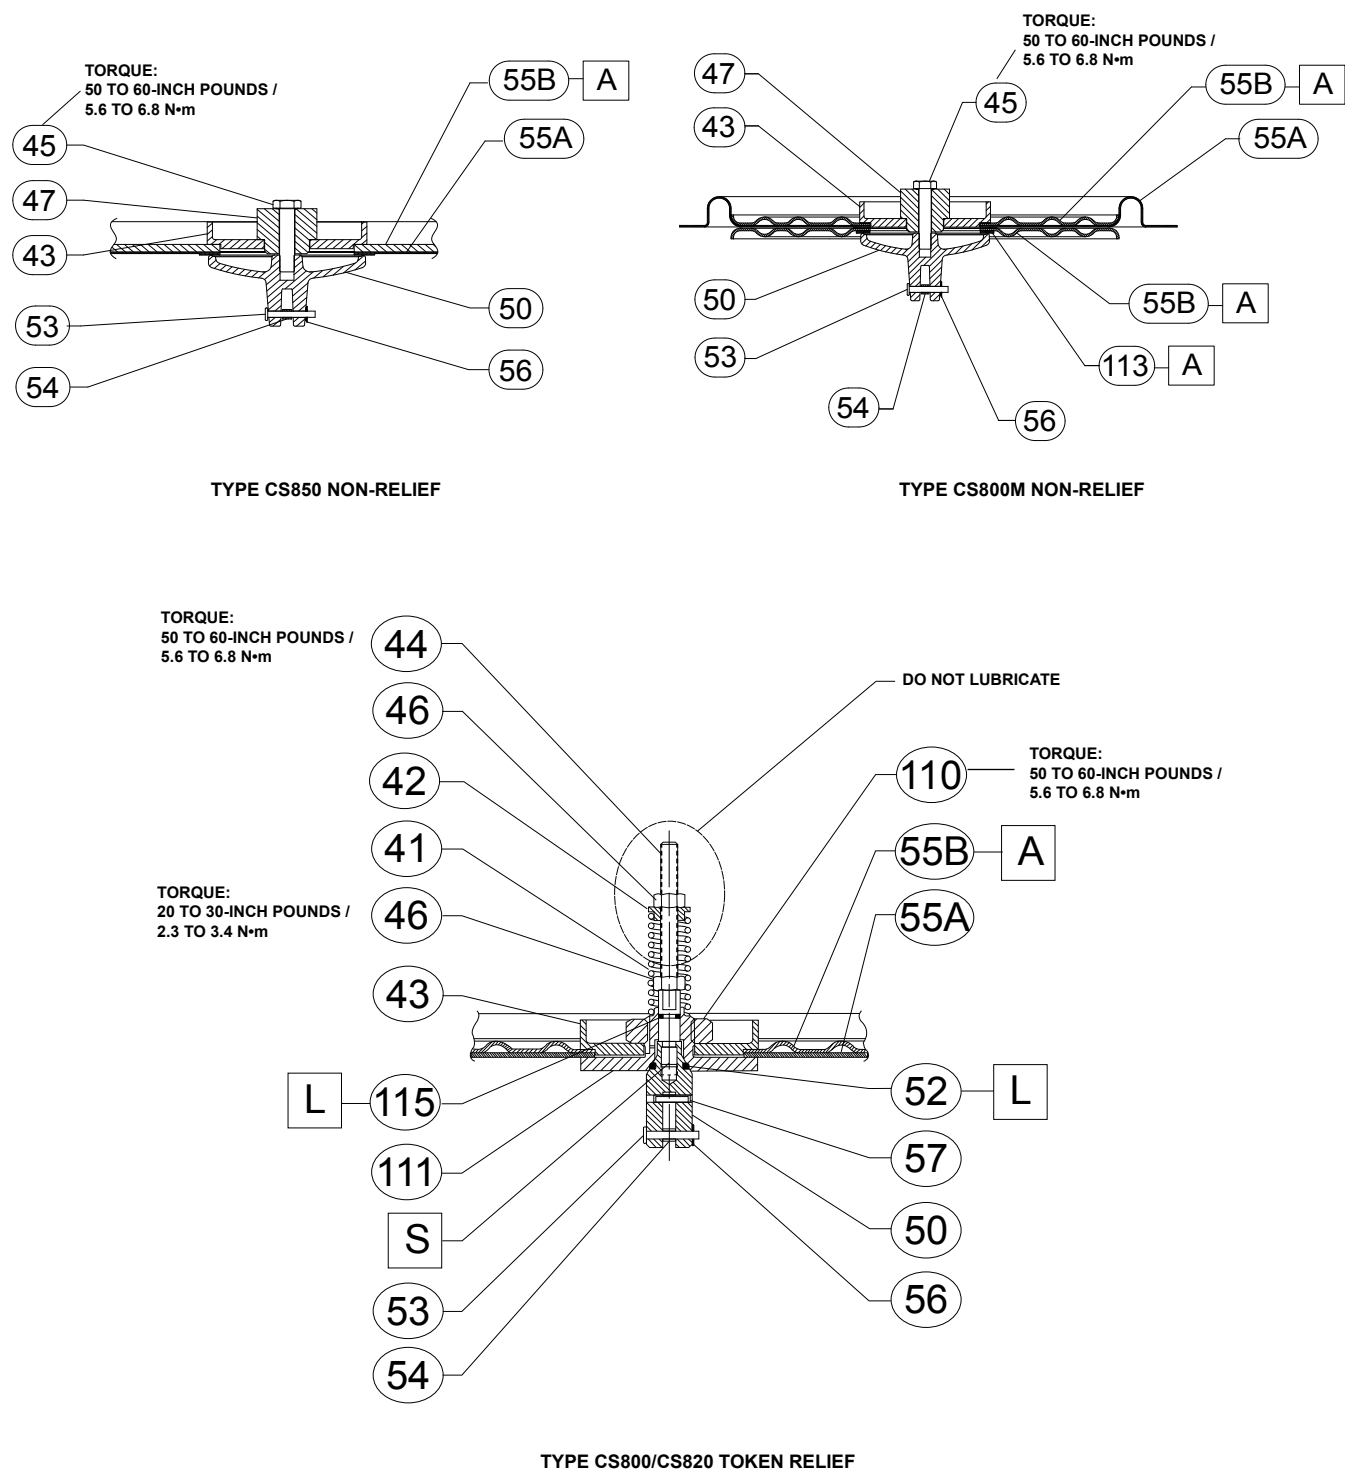 TORQUE:
50 TO 60-INCH POUNDS /
5.6 TO 6.8 N•m
45
47
43
53
54
55B
A
55A
50
56
TYPE CS850 NON-RELIEF
TORQUE:
50 TO 60-INCH POUNDS /
5.6 TO 6.8 N•m
47
43
45
55B
A
55A
50
53
54
55B
A
113
A
56
TYPE CS800M NON-RELIEF
TORQUE:
50 TO 60-INCH POUNDS /
5.6 TO 6.8 N•m
44
46
42
41
TORQUE:
20 TO 30-INCH POUNDS /
2.3 TO 3.4 N•m
46
43
L
115
111
S
53
54
DO NOT LUBRICATE
110
TORQUE:
50 TO 60-INCH POUNDS /
5.6 TO 6.8 N•m
55B
A
55A
52
L
57
50
56
TYPE CS800/CS820 TOKEN RELIEF